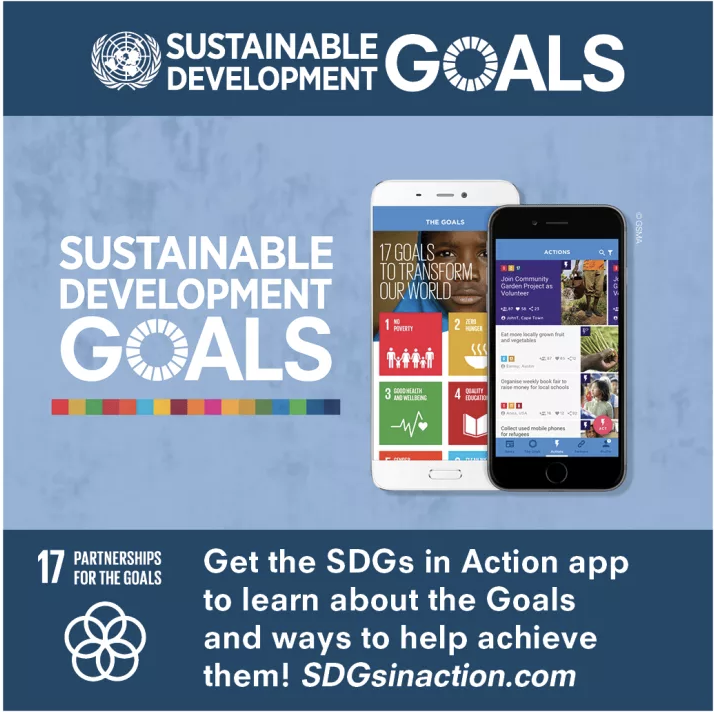 SUSTAINABLE
DEVELOPMENT
GOALS
SUSTAINABLE
DEVELOPMENT
GOALS
© GSMA
THE GOALS
17 GOALS
TO TRANSFORM
OUR WORLD
1 NO
POVERTY
2 ZERO
HUNGER
3 GOOD HEALTH
AND WELLBEING
4 QUALITY
EDUCATIO
ACTIONS
Join Community
Garden Project as
Volunteer
Eat more locally grown fruit
and vegetables
Organise weekly book fair to
raise money for local schools
Collect used mobile phones
for refugees
ACT
17 PARTNERSHIPS
FOR THE GOALS
Get the SDGs in Action app
to learn about the Goals
and ways to help achieve
them! SDGsinaction.com